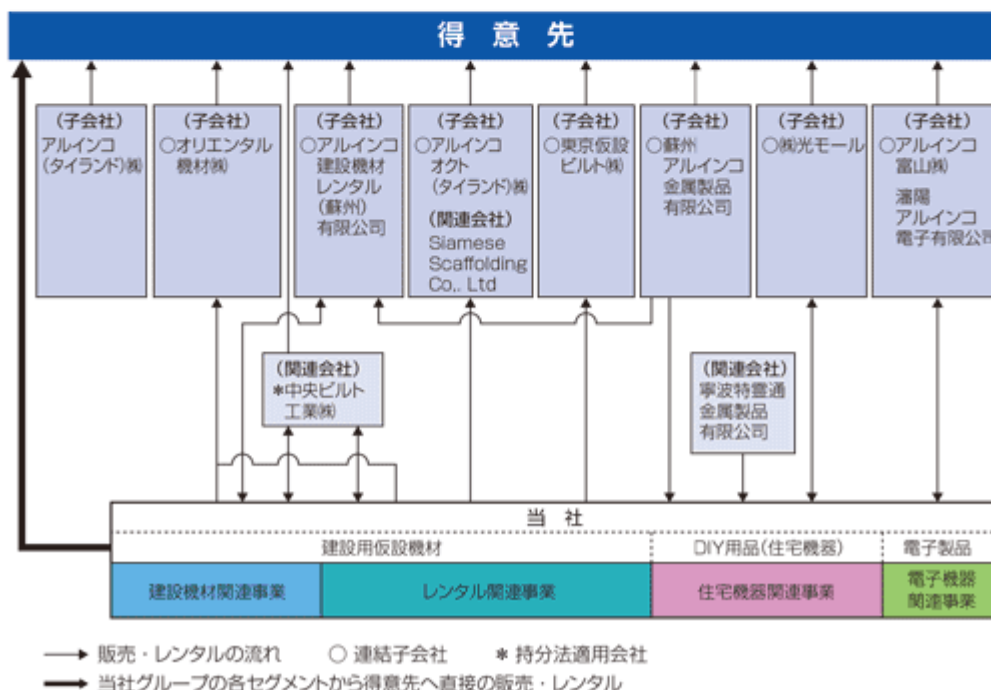 得意先
(子会社)
アルインコ
(タイランド)㈱
(子会社)
○オリエンタル
機材㈱
(子会社)
○アルインコ
建設機材
レンタル
(蘇州)
有限公司
(子会社)
○アルインコ
オクト
(タイランド)㈱
(関連会社)
Siamese
Scaffolding
Co,. Ltd
(子会社)
○東京仮設
ビルト㈱
(子会社)
○蘇州
アルインコ
金属製品
有限公司
(子会社)
○㈱光モール
(子会社)
○アルインコ
富山㈱
瀋陽
アルインコ
電子有限公司
(関連会社)
*中央ビルト
工業㈱
(関連会社)
寧波特霊通
金属製品
有限公司
当社
建設用仮設機材
DIY用品(住宅機器)
電子製品
建設機材関連事業
レンタル関連事業
住宅機器関連事業
電子機器
関連事業
→ 販売・レンタルの流れ ○ 連結子会社 * 持分法適用会社
→ 当社グループの各セグメントから得意先へ直接の販売・レンタル